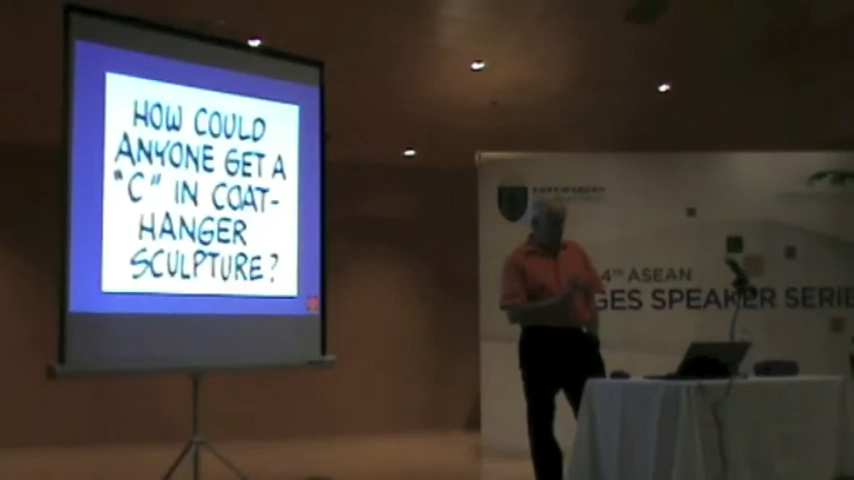 HOW COULD
ANYONE GET A
"C" IN COAT-
HANGER
SCULPTURE?
4TH ASEAN
GES SPEAKER SERIE